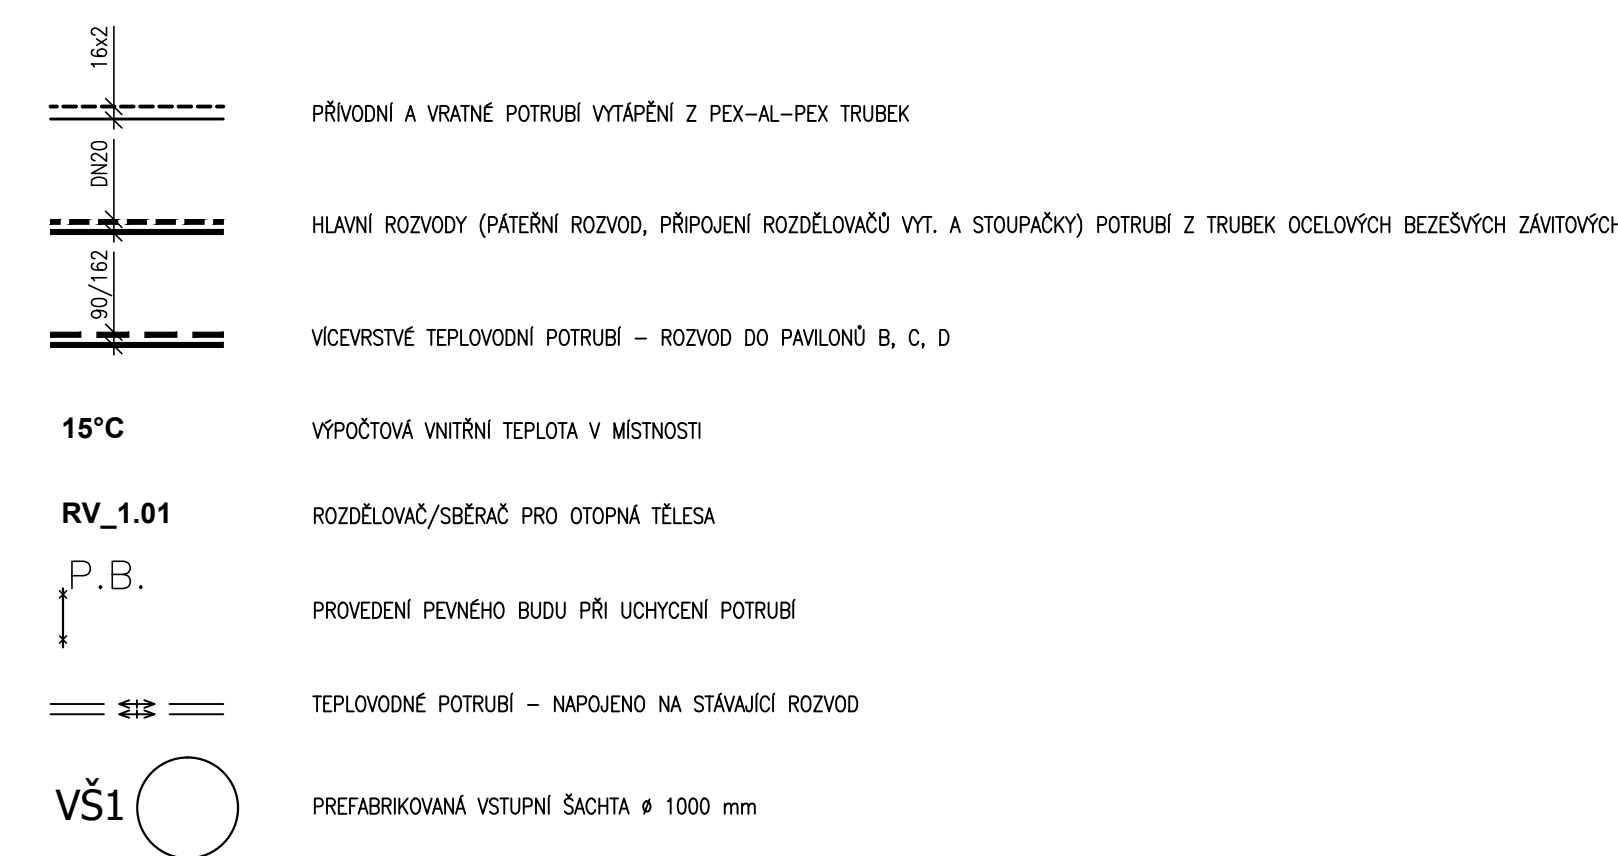 16x2
PŘÍVODNÍ A VRATNÉ POTRUBÍ VYTÁPĚNÍ Z PEX-AL-PEX TRUBEK
DN20
HLAVNÍ ROZVODY (PÁTEŘNÍ ROZVOD, PŘIPOJENÍ ROZDĚLOVAČŮ VYT. A STOUPAČKY) POTRUBÍ Z TRUBEK OCELOVÝCH BEZEŠVÝCH ZÁVITOVÝCH
90/162
VÍCEVRSTVÉ TEPLOVODNÍ POTRUBÍ – ROZVOD DO PAVILONŮ B, C, D
15°C VÝPOČTOVÁ VNITŘNÍ TEPLOTA V MÍSTNOSTI
RV_1.01 ROZDĚLOVAČ/SBĚRAČ PRO OTOPNÁ TĚLESA
P.B.
PROVEDENÍ PEVNÉHO BUDU PŘI UCHYCENÍ POTRUBÍ
TEPLOVODNÉ POTRUBÍ – NAPOJENO NA STÁVAJÍCÍ ROZVOD
VŠ1 PREFABRIKOVANÁ VSTUPNÍ ŠACHTA ø 1000 mm